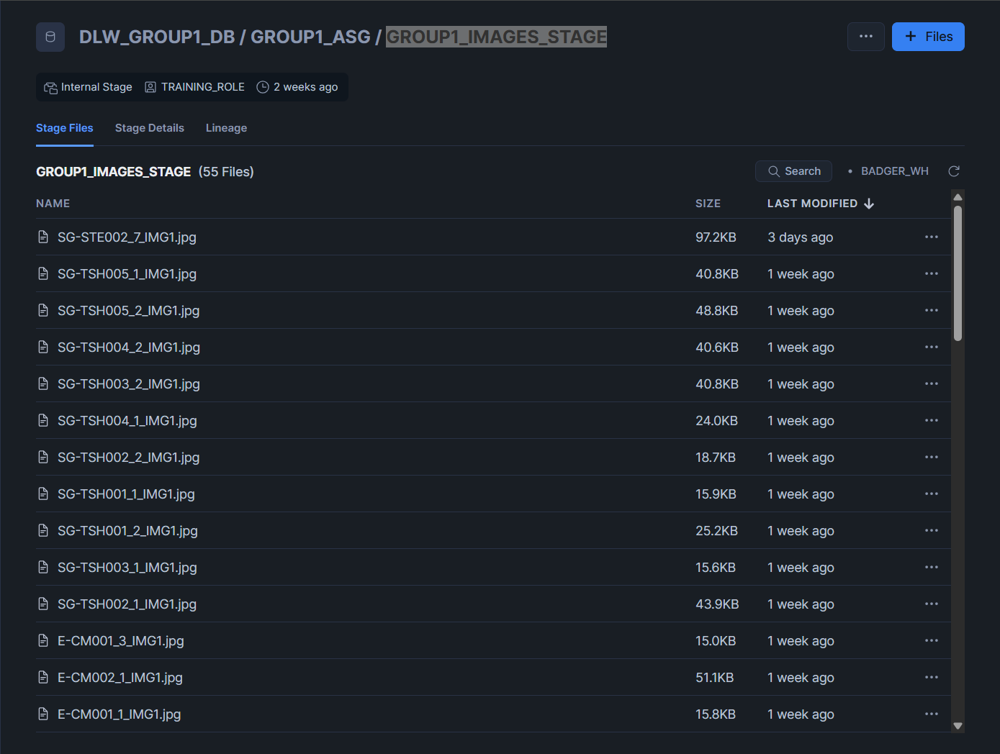 DLW_GROUP1_DB / GROUP1_ASG / GROUP1_IMAGES_STAGE
Files
Internal Stage TRAINING_ROLE 2 weeks ago
Stage Files Stage Details Lineage
GROUP1_IMAGES_STAGE (55 Files) Search • BADGER_WH
NAME SIZE LAST MODIFIED
SG-STE002_7_IMG1.jpg 97.2KB 3 days ago
SG-TSH005_1_IMG1.jpg 40.8KB 1 week ago
SG-TSH005_2_IMG1.jpg 48.8KB 1 week ago
SG-TSH004_2_IMG1.jpg 40.6KB 1 week ago
SG-TSH003_2_IMG1.jpg 40.8KB 1 week ago
SG-TSH004_1_IMG1.jpg 24.0KB 1 week ago
SG-TSH002_2_IMG1.jpg 18.7KB 1 week ago
SG-TSH001_1_IMG1.jpg 15.9KB 1 week ago
SG-TSH001_2_IMG1.jpg 25.2KB 1 week ago
SG-TSH003_1_IMG1.jpg 15.6KB 1 week ago
SG-TSH002_1_IMG1.jpg 43.9KB 1 week ago
E-CM001_3_IMG1.jpg 15.0KB 1 week ago
E-CM002_1_IMG1.jpg 51.1KB 1 week ago
E-CM001_1_IMG1.jpg 15.8KB 1 week ago